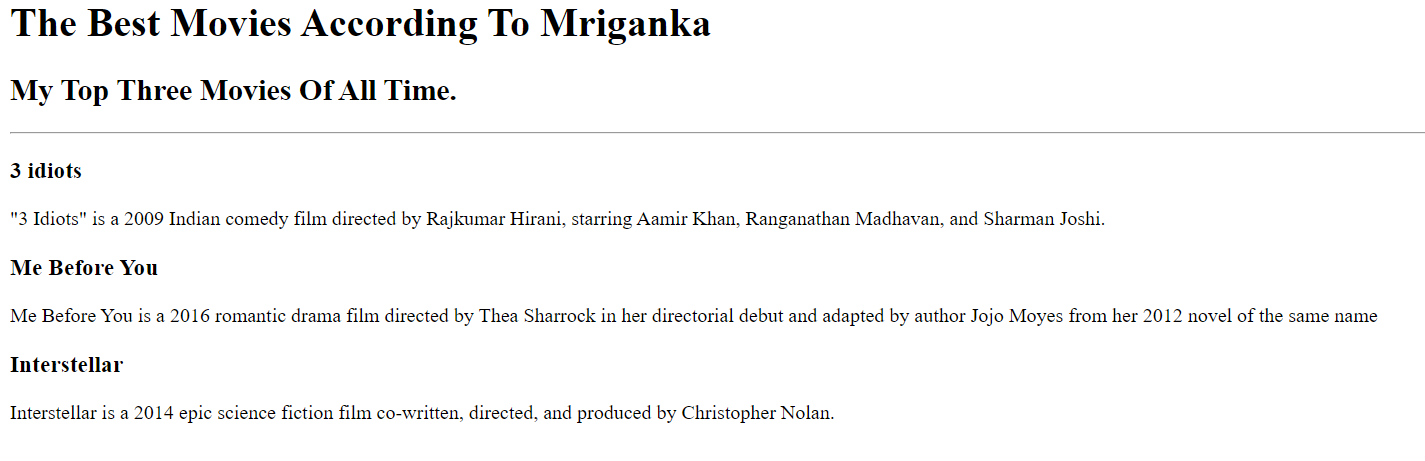 The Best Movies According To Mriganka
My Top Three Movies Of All Time.
3 idiots
"3 Idiots" is a 2009 Indian comedy film directed by Rajkumar Hirani, starring Aamir Khan, Ranganathan Madhavan, and Sharman Joshi.
Me Before You
Me Before You is a 2016 romantic drama film directed by Thea Sharrock in her directorial debut and adapted by author Jojo Moyes from her 2012 novel of the same name
Interstellar
Interstellar is a 2014 epic science fiction film co-written, directed, and produced by Christopher Nolan.